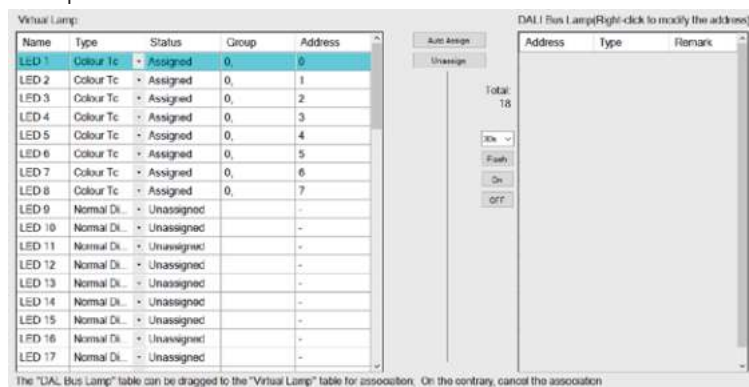 Virtual Lamp:
DALI Bus Lamp(Right-click to modify the address)
Name Type Status Group Address
Auto Assign
Address Type Remark
LED 1 Colour Tc Assigned 0, 0
Unassign
LED 2 Colour Tc Assigned 0, 1
LED 3 Colour Tc Assigned 0, 2
Total:
18
LED 4 Colour Tc Assigned 0, 3
LED 5 Colour Tc Assigned 0, 4
30s
LED 6 Colour Tc Assigned 0, 5
Flash
LED 7 Colour Tc Assigned 0, 6
On
LED 8 Colour Tc Assigned 0, 7
OFF
LED 9 Normal Di... Unassigned -
LED 10 Normal Di... Unassigned -
LED 11 Normal Di... Unassigned -
LED 12 Normal Di... Unassigned -
LED 13 Normal Di... Unassigned -
LED 14 Normal Di... Unassigned -
LED 15 Normal Di... Unassigned -
LED 16 Normal Di... Unassigned -
LED 17 Normal Di... Unassigned -
The "DAL Bus Lamp" table can be dragged to the "Virtual Lamp" table for association; On the contrary, cancel the association